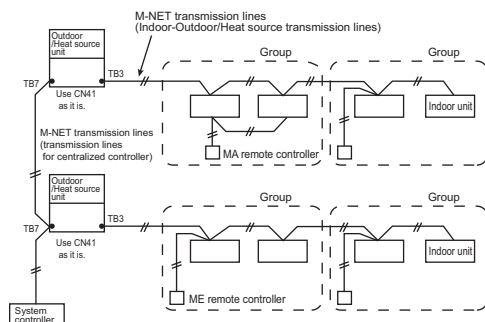 M-NET transmission lines
(Indoor-Outdoor/Heat source transmission lines)
Outdoor
/Heat source
unit
Group
Group
TB7
TB3
Use CN41
as it is.
Indoor unit
M-NET transmission lines
(transmission lines
for centralized controller)
MA remote controller
Outdoor
/Heat source
unit
Group
Group
TB7
TB3
Use CN41
as it is.
Indoor unit
ME remote controller
System
controller